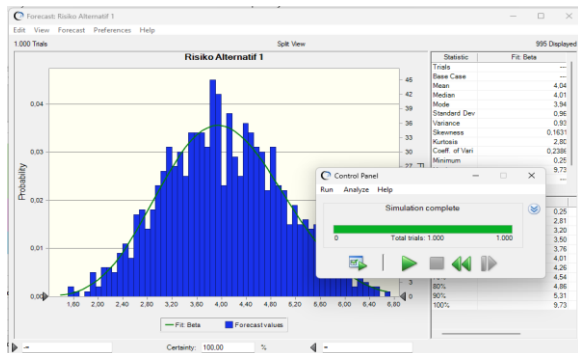 Forecast: Risiko Alternatif 1
Edit View Forecast Preferences Help
1.000 Trials Split View 995 Displayed
Risiko Alternatif 1
Probability
0,04
0,03
0,02
0,01
0,00
45
42
39
36
33
30
27
3
0
1,60 2,00 2,40 2,80 3,20 3,60 4,00 4,40 4,80 5,20 5,60 6,00 6,40 6,80
Fit: Beta Forecast values
Certainty: 100,00 %
Statistic Fit: Beta
Trials ---
Base Case ---
Mean 4,04
Median 4,01
Mode 3,94
Standard Dev 0,96
Variance 0,93
Skewness 0,1631
Kurtosis 2,80
Coeff. of Vari 0,2386
Minimum 0,25
9,73
---
Control Panel
Run Analyze Help
Simulation complete
0 Total trials: 1.000 1.000
0,25
2,81
3,20
3,50
3,76
4,01
4,26
4,54
80% 4,86
90% 5,31
100% 9,73